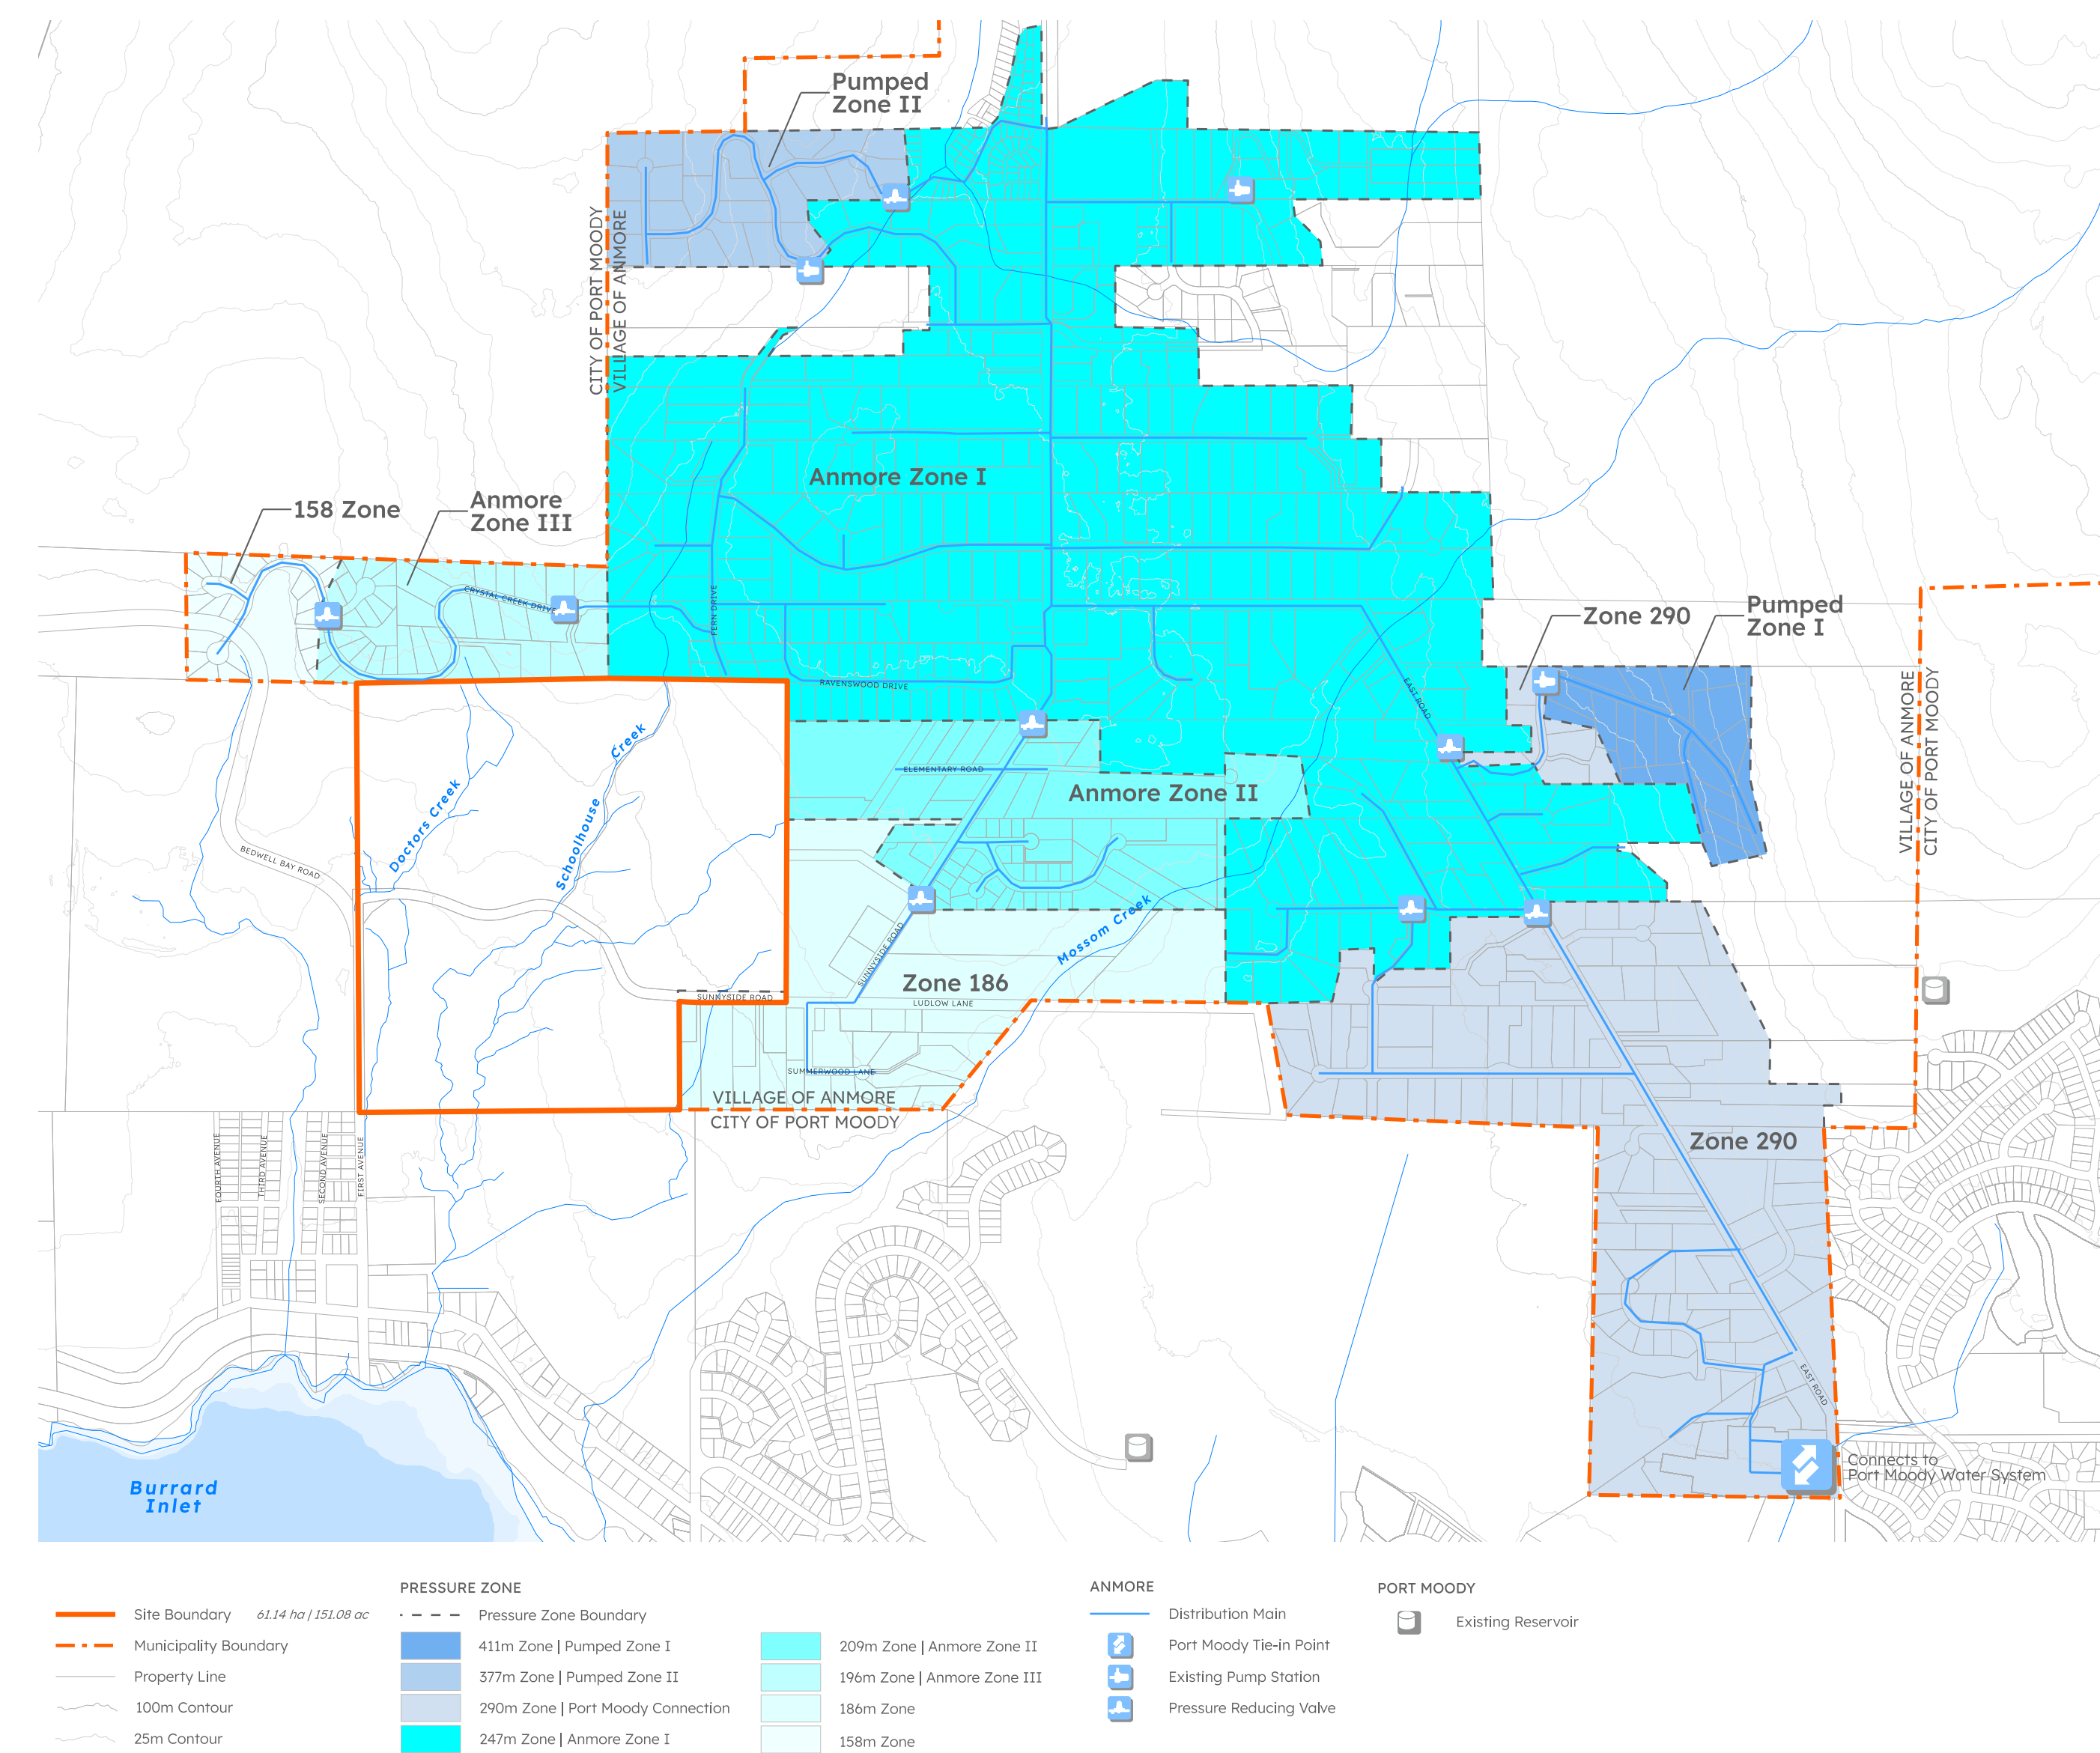 Pumped
Zone II
CITY OF PORT MOODY
VILLAGE OF ANMORE
Anmore Zone I
158 Zone
Anmore
Zone III
CRYSTAL CREEK DRIVE
FERN DRIVE
RAVENSWOOD DRIVE
EAST ROAD
Zone 290
Pumped
Zone I
VILLAGE OF ANMORE
CITY OF PORT MOODY
Doctors Creek
Schoolhouse Creek
ELEMENTARY ROAD
Anmore Zone II
BEDWELL BAY ROAD
SUNNYSIDE ROAD
Mossom Creek
Zone 186
SUNNYSIDE ROAD
LUDLOW LANE
SUMMERWOOD LANE
VILLAGE OF ANMORE
CITY OF PORT MOODY
Zone 290
FOURTH AVENUE
THIRD AVENUE
SECOND AVENUE
FIRST AVENUE
EAST ROAD
Connects to
Port Moody Water System
Burrard
Inlet
Site Boundary 61.14 ha / 151.08 ac
Municipality Boundary
Property Line
100m Contour
25m Contour
PRESSURE ZONE
Pressure Zone Boundary
411m Zone | Pumped Zone I
377m Zone | Pumped Zone II
290m Zone | Port Moody Connection
247m Zone | Anmore Zone I
209m Zone | Anmore Zone II
196m Zone | Anmore Zone III
186m Zone
158m Zone
ANMORE
Distribution Main
Port Moody Tie-in Point
Existing Pump Station
Pressure Reducing Valve
PORT MOODY
Existing Reservoir